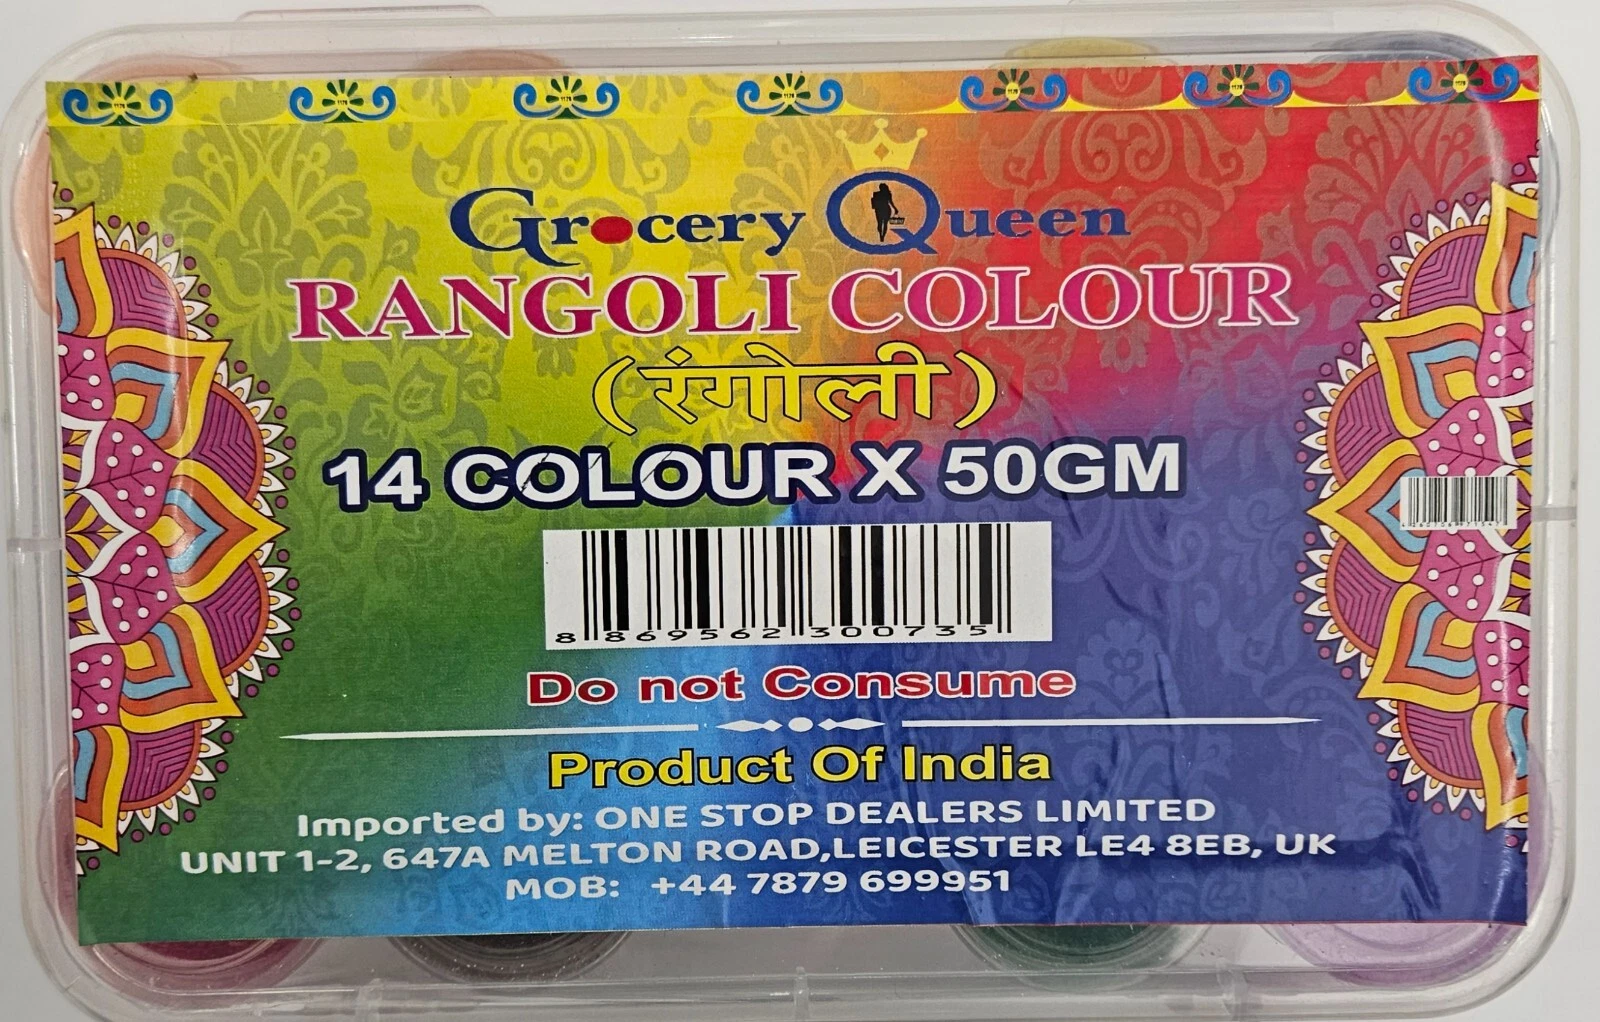 Grocery Queen
RANGOLI COLOUR
(रंगोली)
14 COLOUR X 50GM
8 869562 300735
Do not Consume
Product Of India
Imported by: ONE STOP DEALERS LIMITED
UNIT 1-2, 647A MELTON ROAD,LEICESTER LE4 8EB, UK
MOB: +44 7879 699951